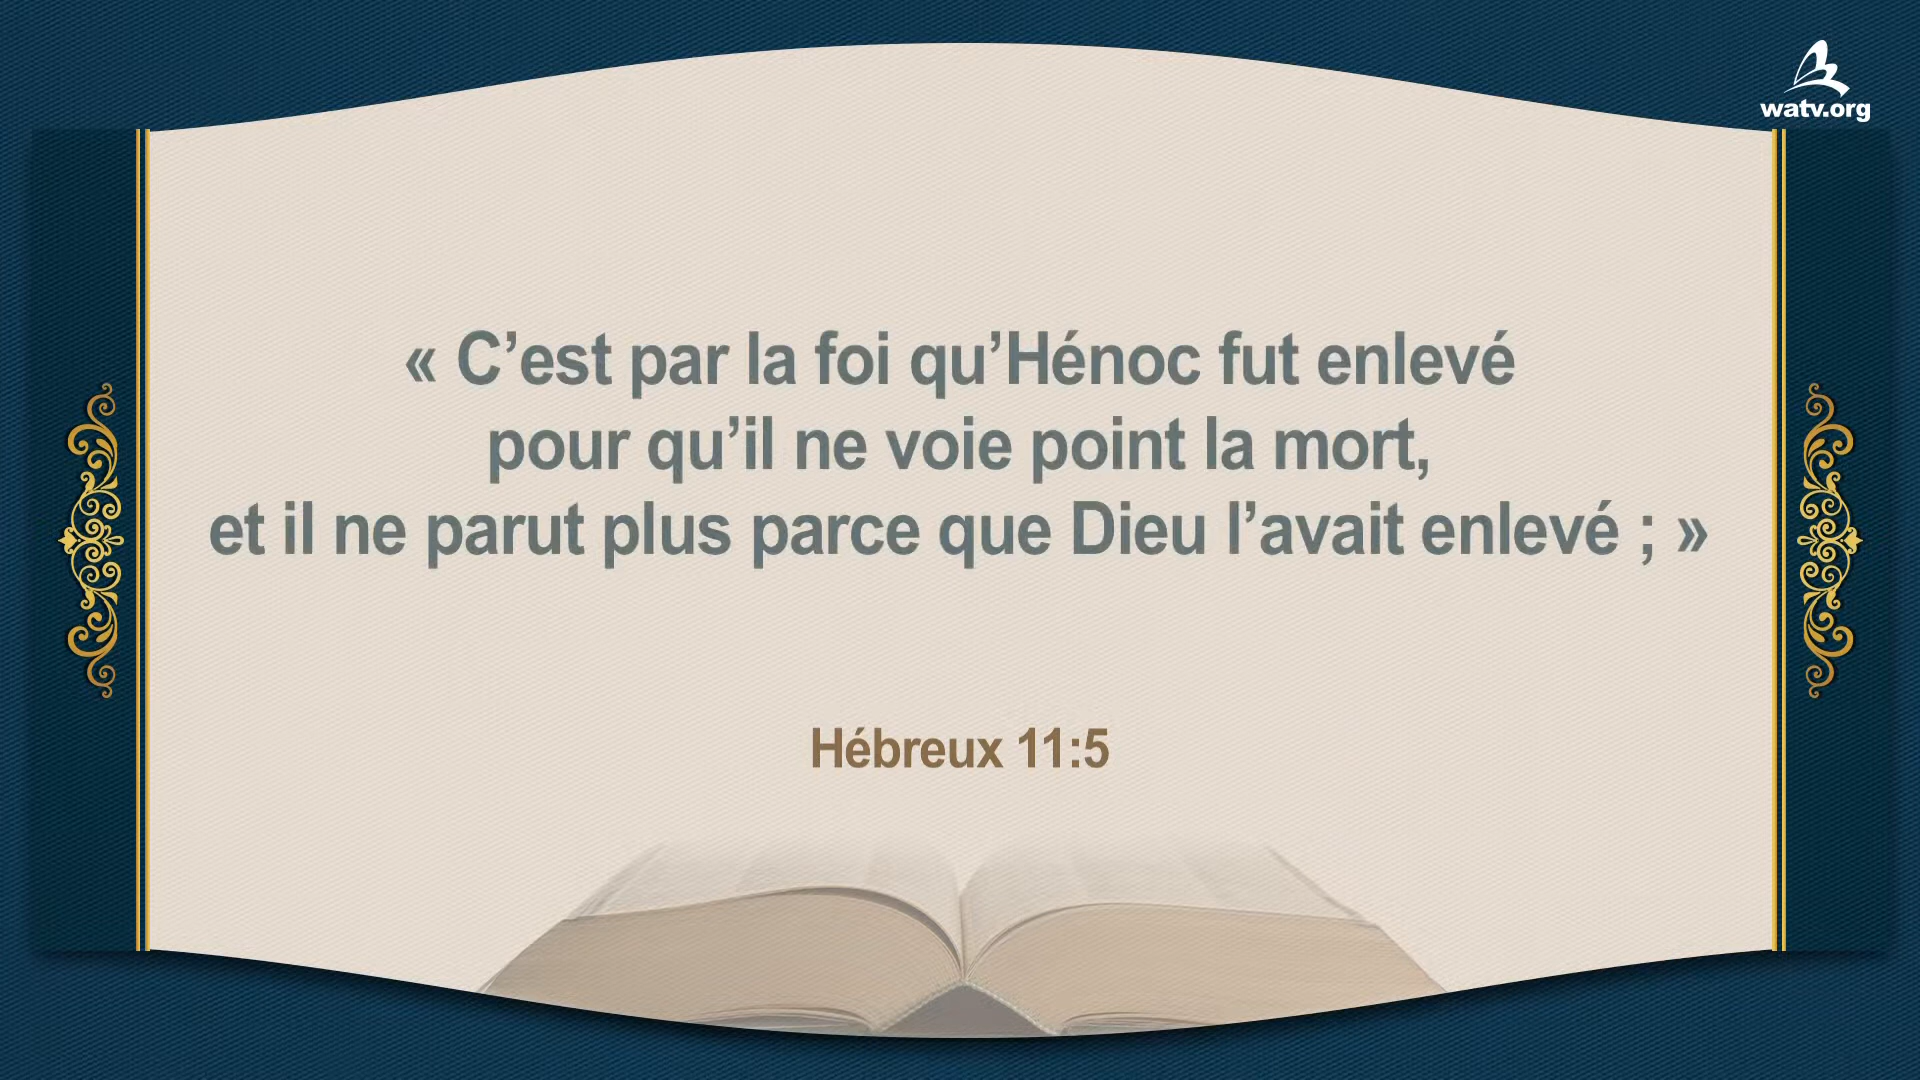 watv.org
« C’est par la foi qu’Hénoc fut enlevé
pour qu’il ne voie point la mort,
et il ne parut plus parce que Dieu l’avait enlevé ; »
Hébreux 11:5